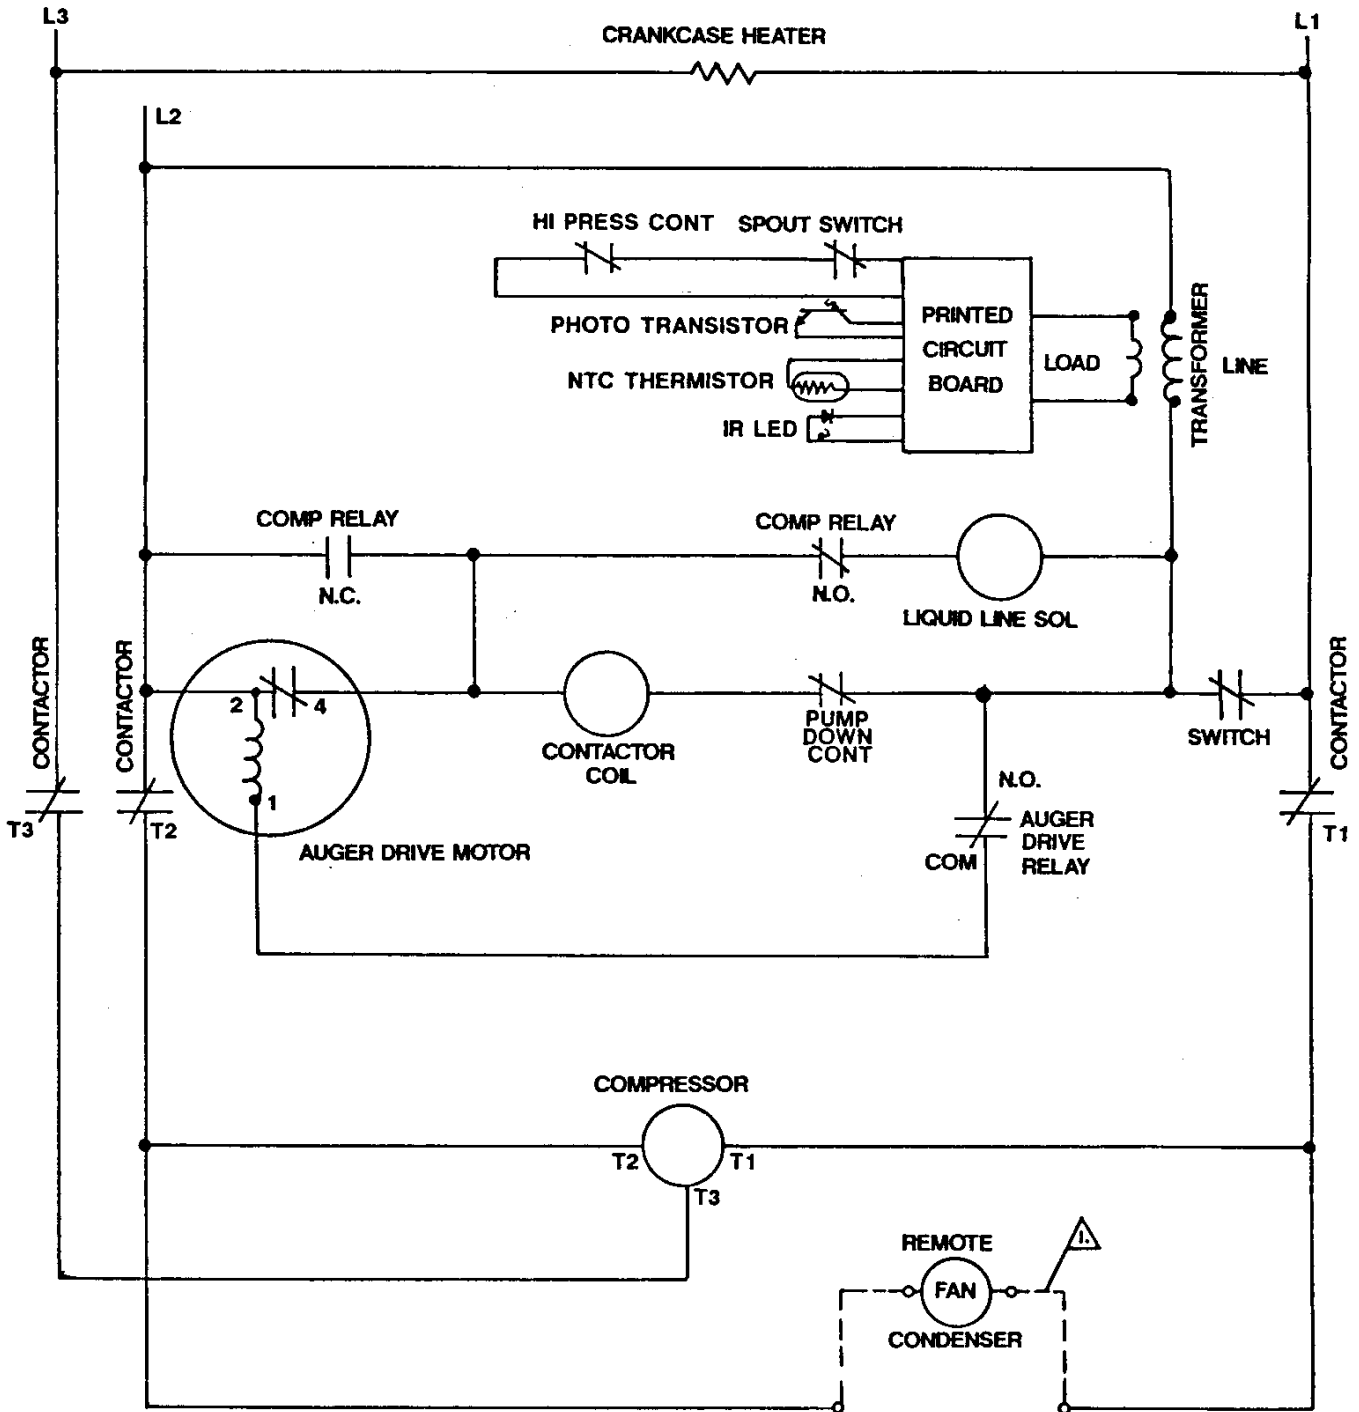 L3
L1
CRANKCASE HEATER
L2
HI PRESS CONT
SPOUT SWITCH
PHOTO TRANSISTOR
NTC THERMISTOR
IR LED
PRINTED
CIRCUIT
BOARD
LOAD
TRANSFORMER
LINE
COMP RELAY
N.C.
COMP RELAY
N.O.
LIQUID LINE SOL
CONTACTOR
CONTACTOR
2
4
1
AUGER DRIVE MOTOR
CONTACTOR
COIL
PUMP
DOWN
CONT
SWITCH
CONTACTOR
N.O.
AUGER
DRIVE
RELAY
COM
T3
T2
T1
COMPRESSOR
T2
T1
T3
REMOTE
FAN
CONDENSER
1.